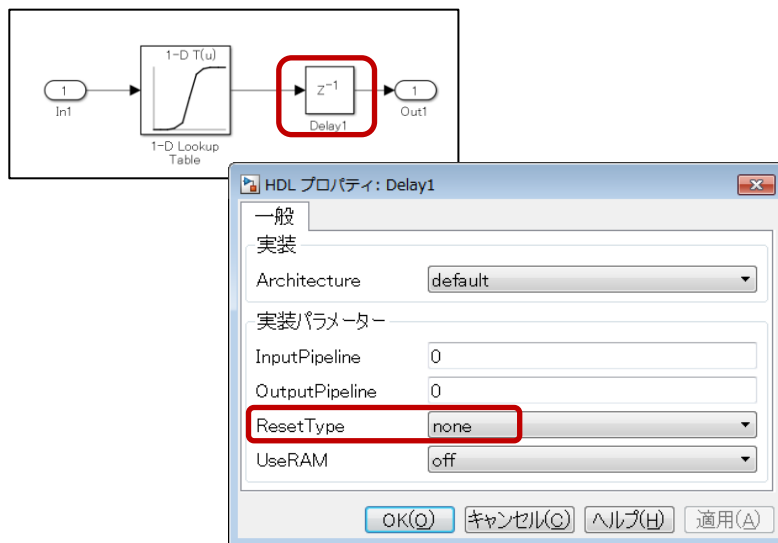 1-D T(u)
1
In1
1-D Lookup
Table
Z⁻¹
Delay1
1
Out1
HDL プロパティ: Delay1
一般
実装
Architecture default
実装パラメーター
InputPipeline 0
OutputPipeline 0
ResetType none
UseRAM off
OK(O) キャンセル(C) ヘルプ(H) 適用(A)